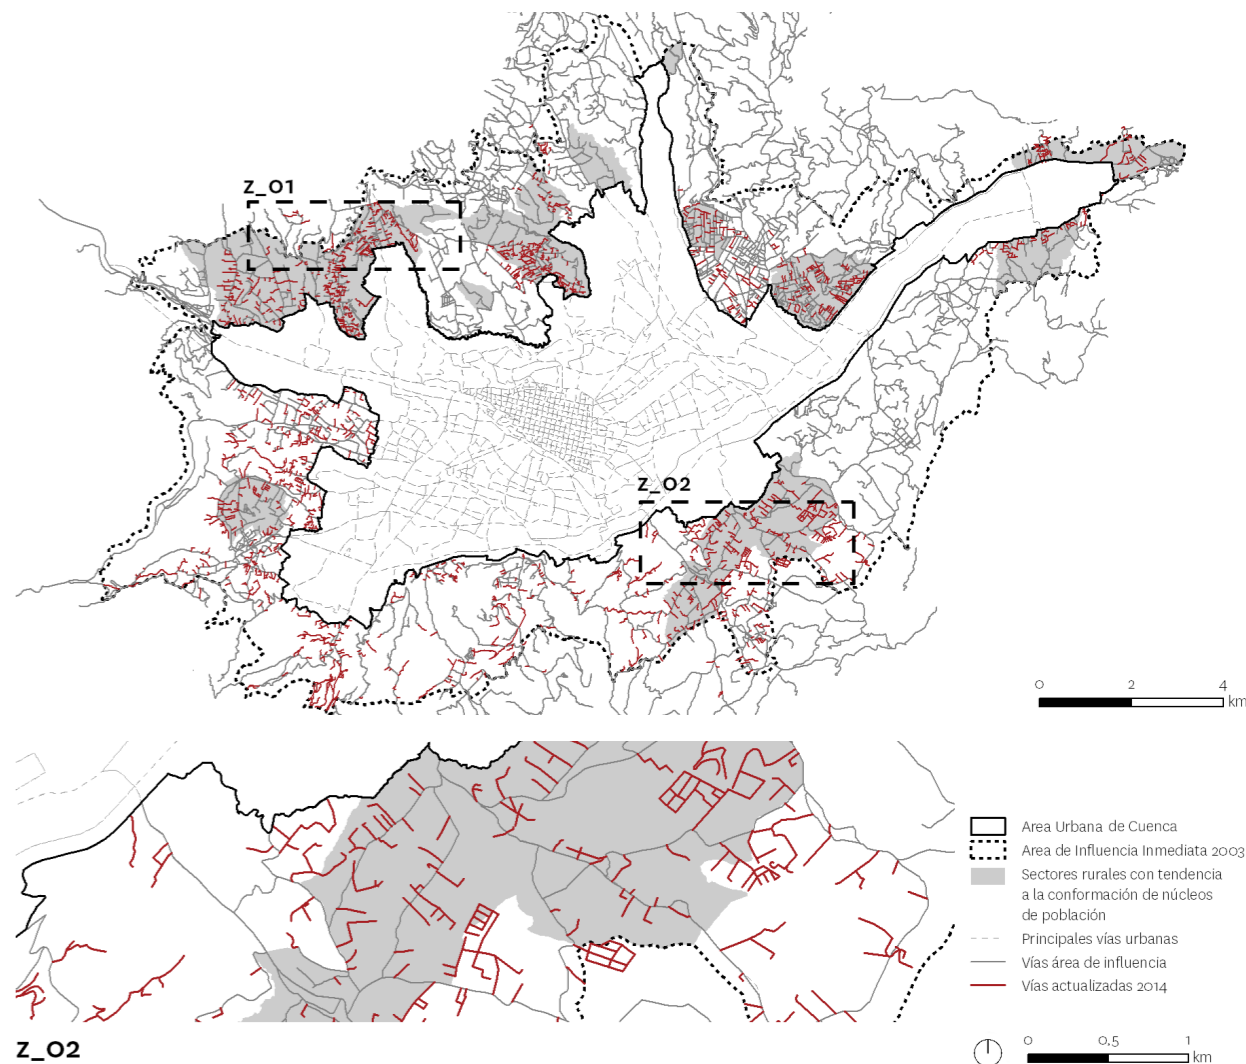 Z_01
Z_02
0 2 4
km
Area Urbana de Cuenca
Area de Influencia Inmediata 2003
Sectores rurales con tendencia
a la conformación de núcleos
de población
Principales vías urbanas
Vías área de influencia
Vías actualizadas 2014
Z_02
0 0,5 1
km